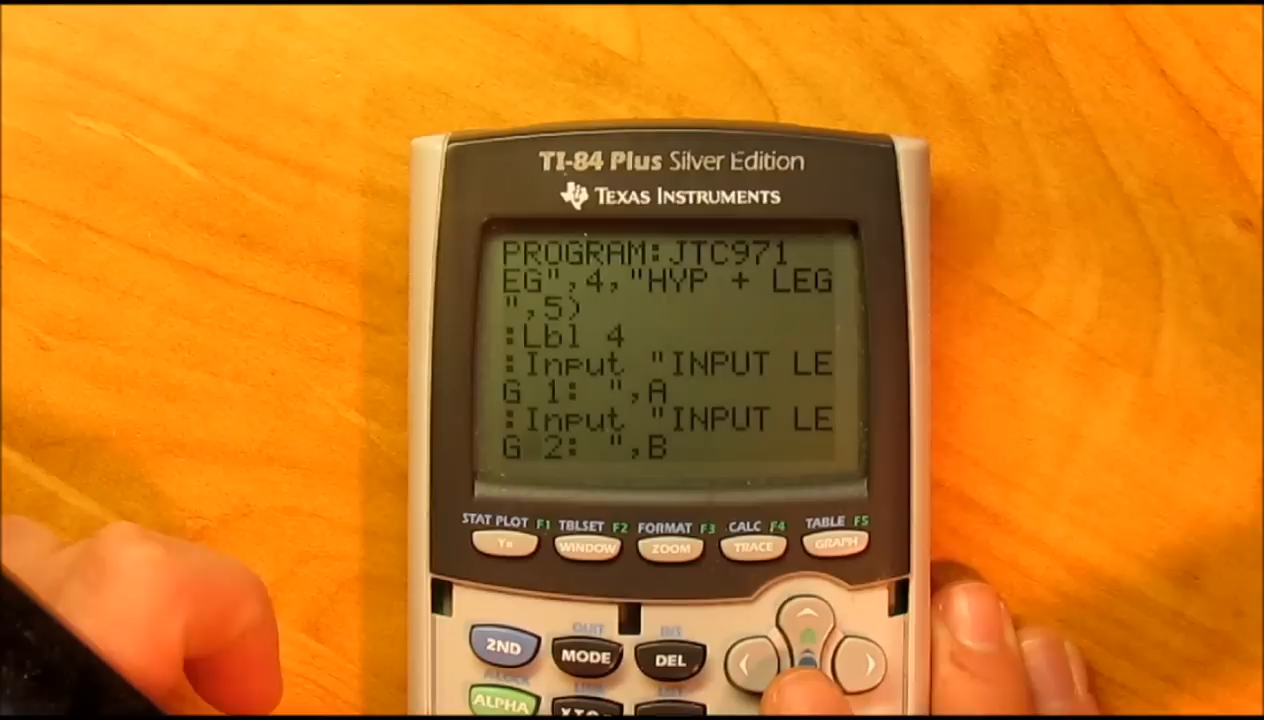 TI-84 Plus Silver Edition
TEXAS INSTRUMENTS
PROGRAM:JTC971
EG",4,"HYP + LEG
",5)
:Lbl 4
:Input "INPUT LE
G 1: ",A
:Input "INPUT LE
G 2: ",B
STAT PLOT F1 TBLSET F2 FORMAT F3 CALC F4 TABLE F5
Y= WINDOW ZOOM TRACE GRAPH
QUIT INS
2ND MODE DEL
A-LOCK
ALPHA